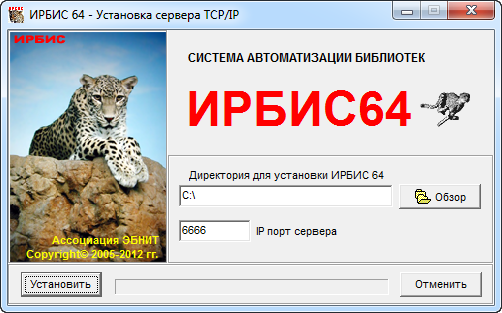 ИРБИС 64 - Установка сервера TCP/IP
ИРБИС
СИСТЕМА АВТОМАТИЗАЦИИ БИБЛИОТЕК
ИРБИС64
Директория для установки ИРБИС 64
C:\
Обзор
6666 IP порт сервера
Ассоциация ЭБНИТ
Copyright© 2005-2012 гг.
Установить
Отменить